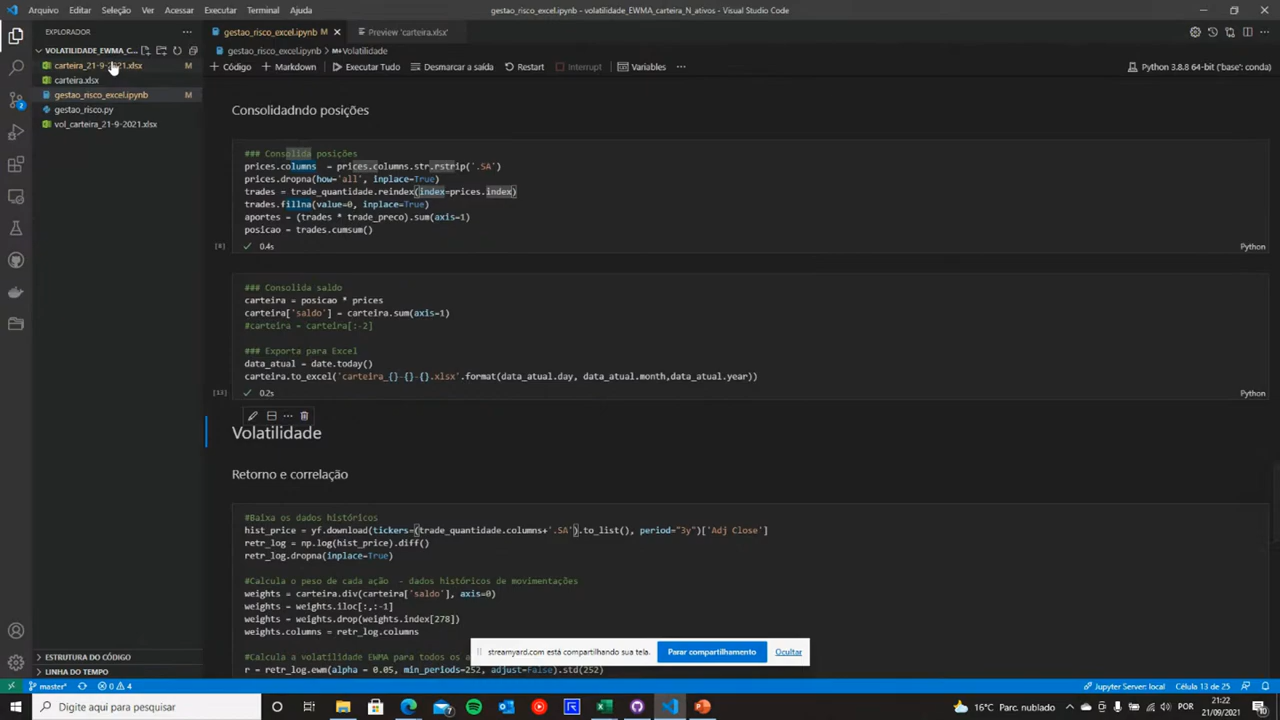 Arquivo Editar Seleção Ver Acessar Executar Terminal Ajuda
gestao_risco_excel.ipynb - volatilidade_EWMA_carteira_N_ativos - Visual Studio Code
EXPLORADOR
gestao_risco_excel.ipynb M
Preview 'carteira.xlsx'
VOLATILIDADE_EWMA_C...
gestao_risco_excel.ipynb > Volatilidade
carteira_21-9-2021.xlsx M
carteira.xlsx
gestao_risco_excel.ipynb M
gestao_risco.py
vol_carteira_21-9-2021.xlsx
+ Código + Markdown Executar Tudo Desmarcar a saída Restart Interrupt Variables ...
Python 3.8.8 64-bit ('base': conda)
Consolidadndo posições
### Consolida posições
prices.columns = prices.columns.str.rstrip('.SA')
prices.dropna(how='all', inplace=True)
trades = trade_quantidade.reindex(index=prices.index)
trades.fillna(value=0, inplace=True)
aportes = (trades * trade_preco).sum(axis=1)
posicao = trades.cumsum()
[8] 0.4s Python
### Consolida saldo
carteira = posicao * prices
carteira['saldo'] = carteira.sum(axis=1)
#carteira = carteira[:-2]
### Exporta para Excel
data_atual = date.today()
carteira.to_excel('carteira_{}-{}-{}.xlsx'.format(data_atual.day, data_atual.month,data_atual.year))
[13] 0.2s Python
Volatilidade
Retorno e correlação
#Baixa os dados históricos
hist_price = yf.download(tickers=(trade_quantidade.columns+'.SA').to_list(), period="3y")['Adj Close']
retr_log = np.log(hist_price).diff()
retr_log.dropna(inplace=True)
#Calcula o peso de cada ação - dados históricos de movimentações
weights = carteira.div(carteira['saldo'], axis=0)
weights = weights.iloc[:,:-1]
weights = weights.drop(weights.index[278])
weights.columns = retr_log.columns
#Calcula a volatilidade EWMA para todos os a
r = retr_log.ewm(alpha = 0.05, min_periods=252, adjust=False).std(252)
streamyard.com está compartilhando sua tela. Parar compartilhamento Ocultar
ESTRUTURA DO CÓDIGO
LINHA DO TEMPO
master* 0 4
Jupyter Server: local Célula 13 de 25
Digite aqui para pesquisar
16°C Parc. nublado
POR
21:22
21/09/2021